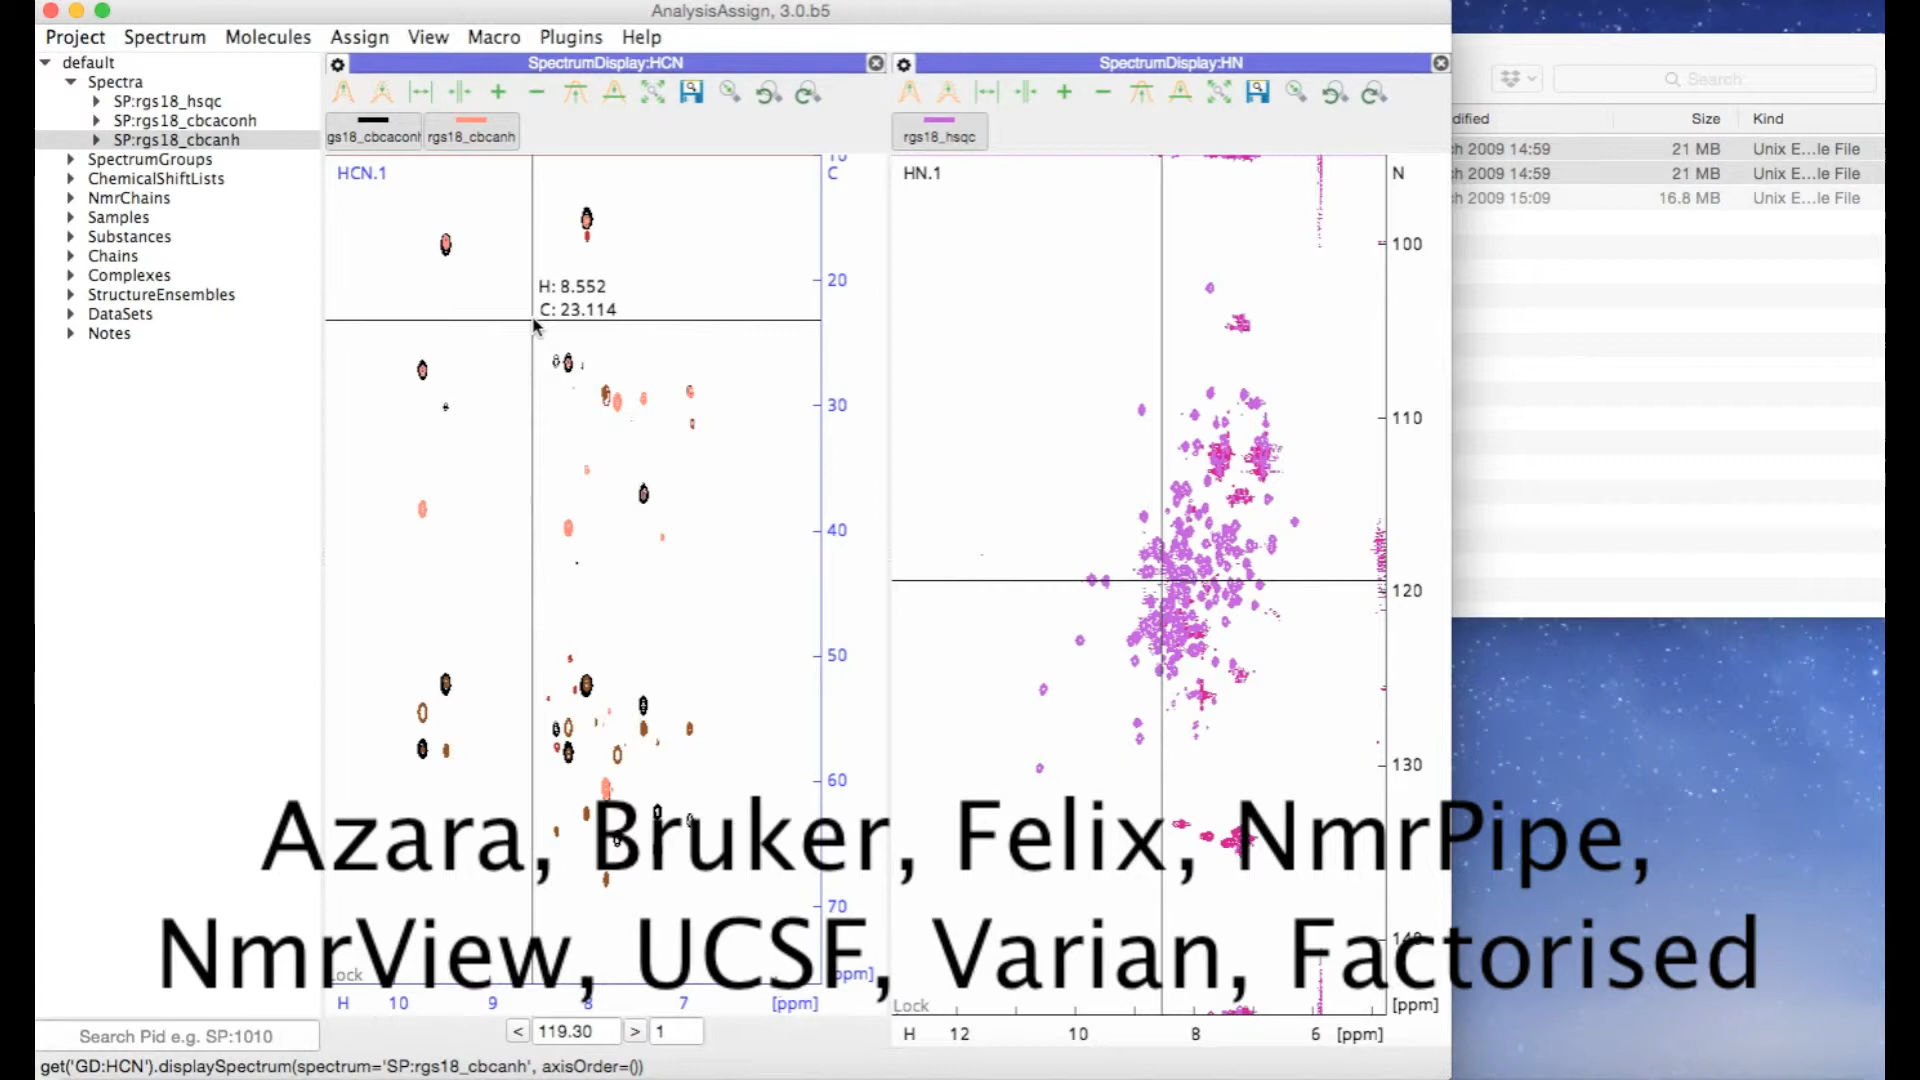 AnalysisAssign, 3.0.b5
Project Spectrum Molecules Assign View Macro Plugins Help
default
Spectra
SP:rgs18_hsqc
SP:rgs18_cbcaconh
SP:rgs18_cbcanh
SpectrumGroups
ChemicalShiftLists
NmrChains
Samples
Substances
Chains
Complexes
StructureEnsembles
DataSets
Notes
Search Pid e.g. SP:1010
get('GD:HCN').displaySpectrum(spectrum='SP:rgs18_cbcanh', axisOrder=())
SpectrumDisplay:HCN
gs18_cbcaconh rgs18_cbcanh
HCN.1
C
20
30
40
50
60
70
H: 8.552
C: 23.114
H 10 9 8 7 [ppm]
< 119.30 > 1
SpectrumDisplay:HN
rgs18_hsqc
HN.1
N
100
110
120
130
Lock
[ppm]
H 12 10 8 6 [ppm]
Search
dified Size Kind
h 2009 14:59 21 MB Unix E...le File
h 2009 14:59 21 MB Unix E...le File
h 2009 15:09 16.8 MB Unix E...le File
Azara, Bruker, Felix, NmrPipe,
NmrView, UCSF, Varian, Factorised